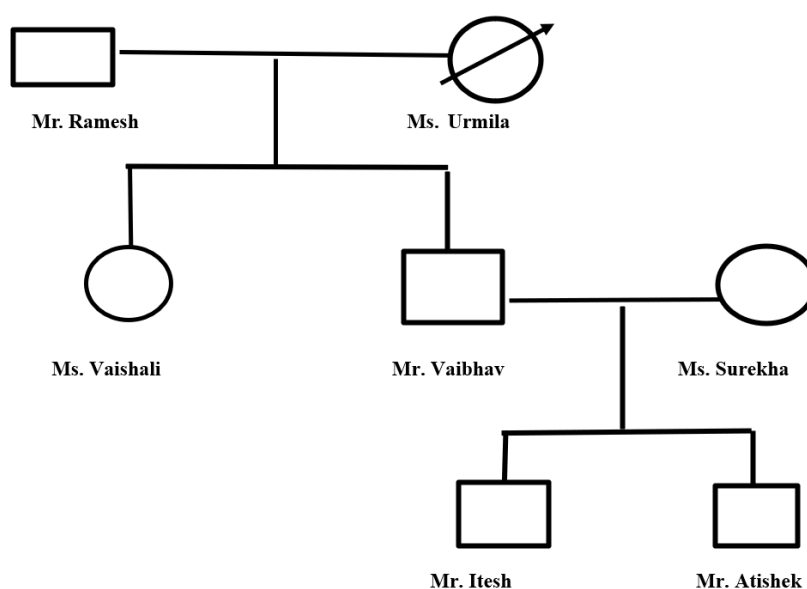 Mr. Ramesh
Ms. Urmila
Ms. Vaishali
Mr. Vaibhav
Ms. Surekha
Mr. Itesh
Mr. Atishek